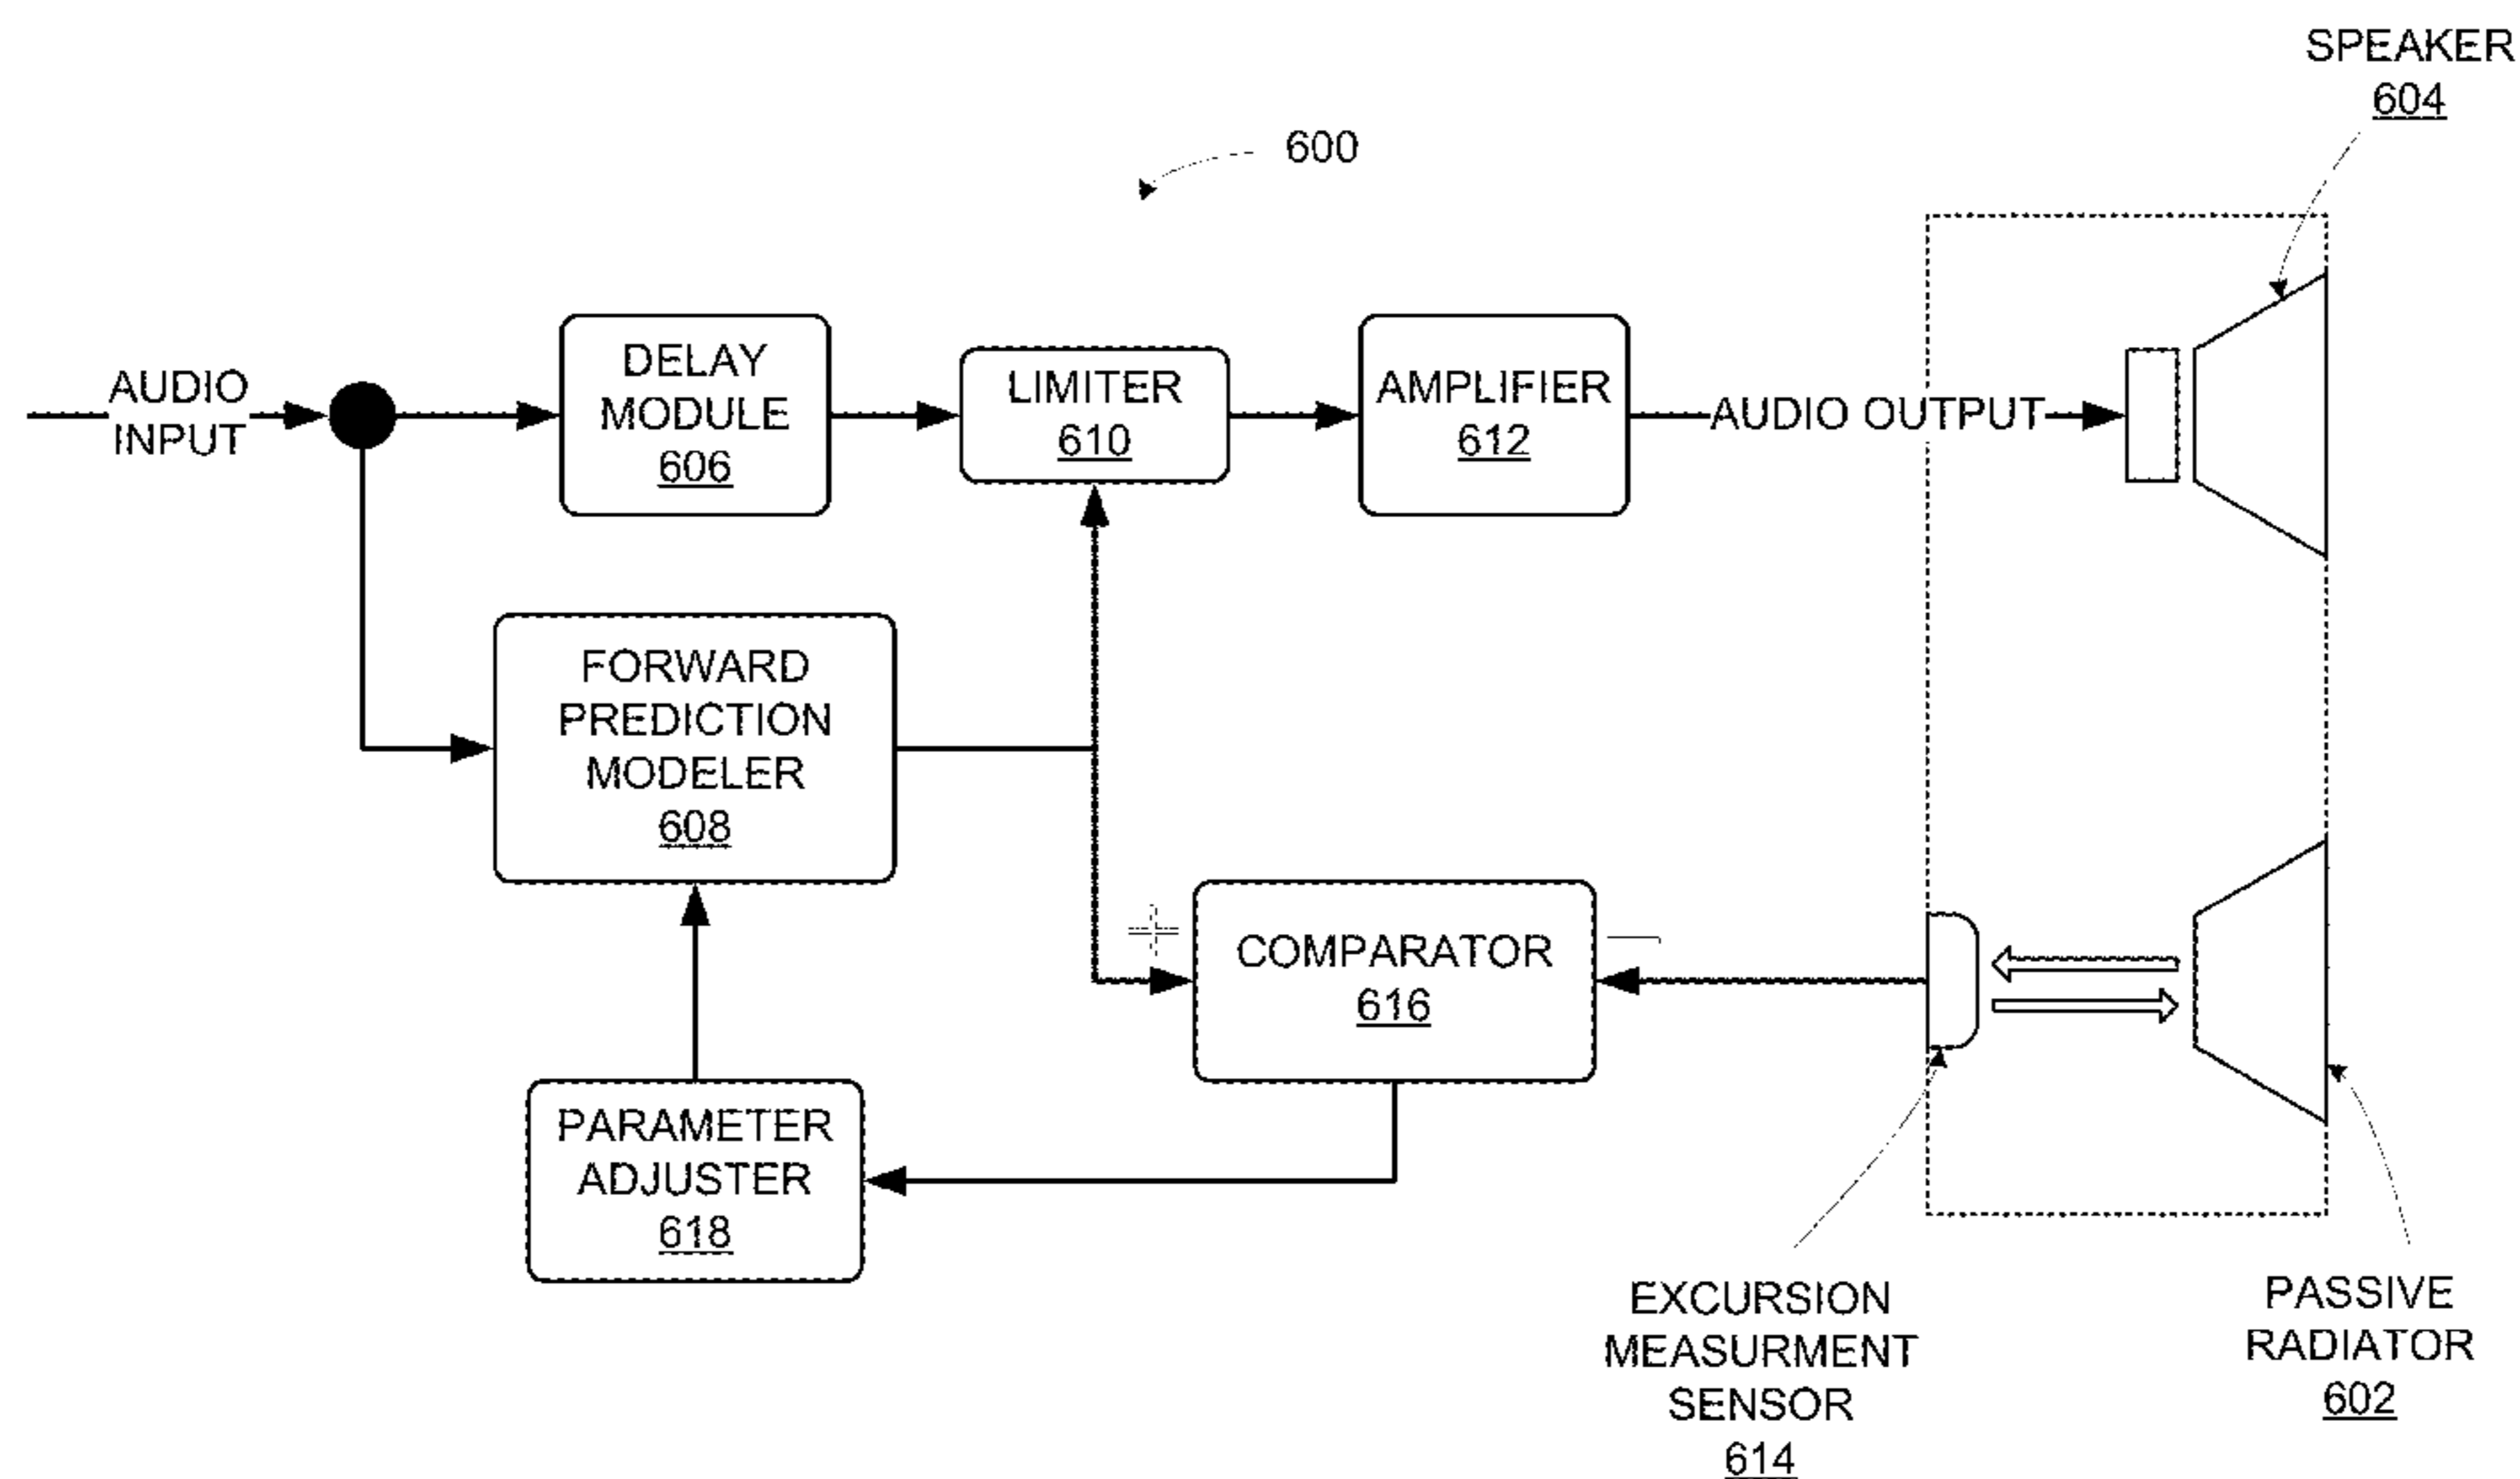 SPEAKER
604
600
AUDIO
INPUT
DELAY
MODULE
606
LIMITER
610
AMPLIFIER
612
AUDIO OUTPUT
FORWARD
PREDICTION
MODELER
608
+
COMPARATOR
616
—
PARAMETER
ADJUSTER
618
EXCURSION
MEASURMENT
SENSOR
614
PASSIVE
RADIATOR
602